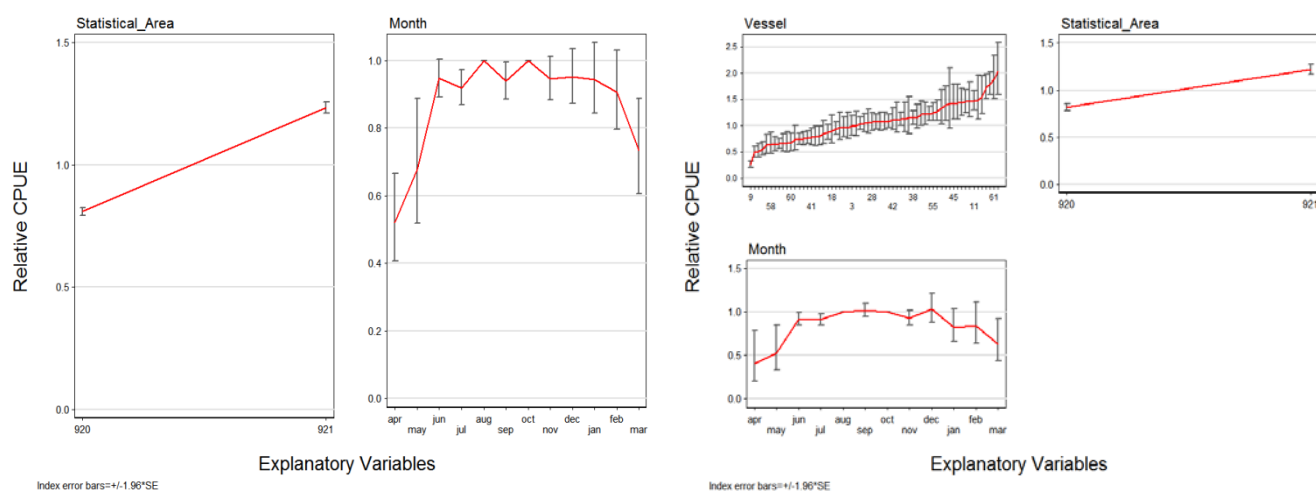 Statistical_Area
Relative CPUE
1.5
1.0
0.5
0.0
920
921
Month
1.0
0.8
0.6
0.4
0.2
0.0
apr
may
jun
jul
aug
sep
oct
nov
dec
jan
feb
mar
Explanatory Variables
Index error bars=+/-1.96*SE
Vessel
Relative CPUE
2.5
2.0
1.5
1.0
0.5
0.0
9
58
60
41
18
3
28
42
55
45
11
61
Statistical_Area
1.5
1.0
0.5
0.0
920
921
Month
1.5
1.0
0.5
0.0
apr
may
jun
jul
aug
sep
oct
nov
dec
jan
feb
mar
Explanatory Variables
Index error bars=+/-1.96*SE